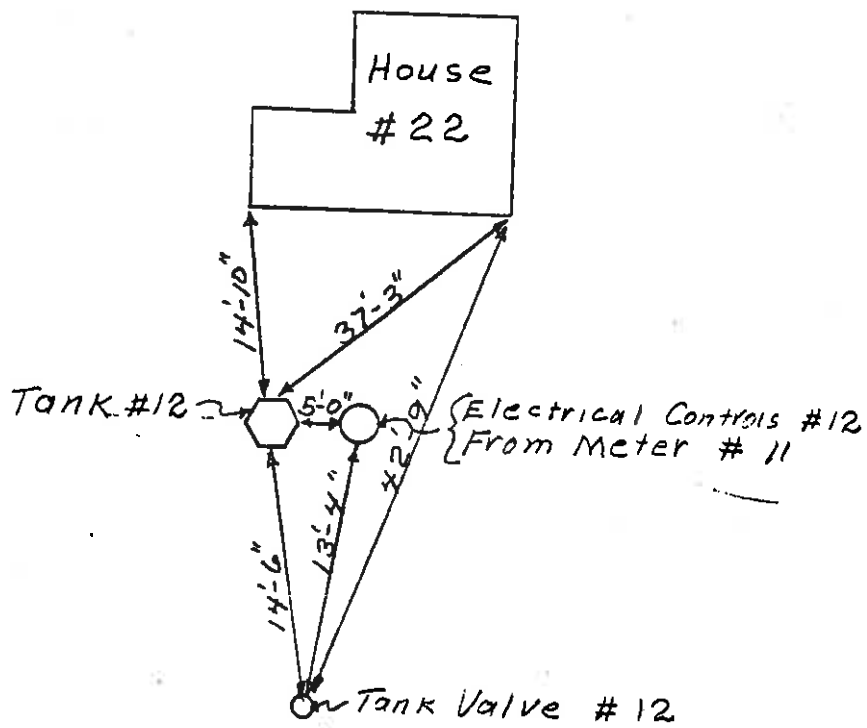 House
#22
14'-10"
37'-3"
Tank #12
5'-0"
42'-9"
Electrical Controls #12
From Meter # 11
14'-6"
13'-4"
Tank Valve #12